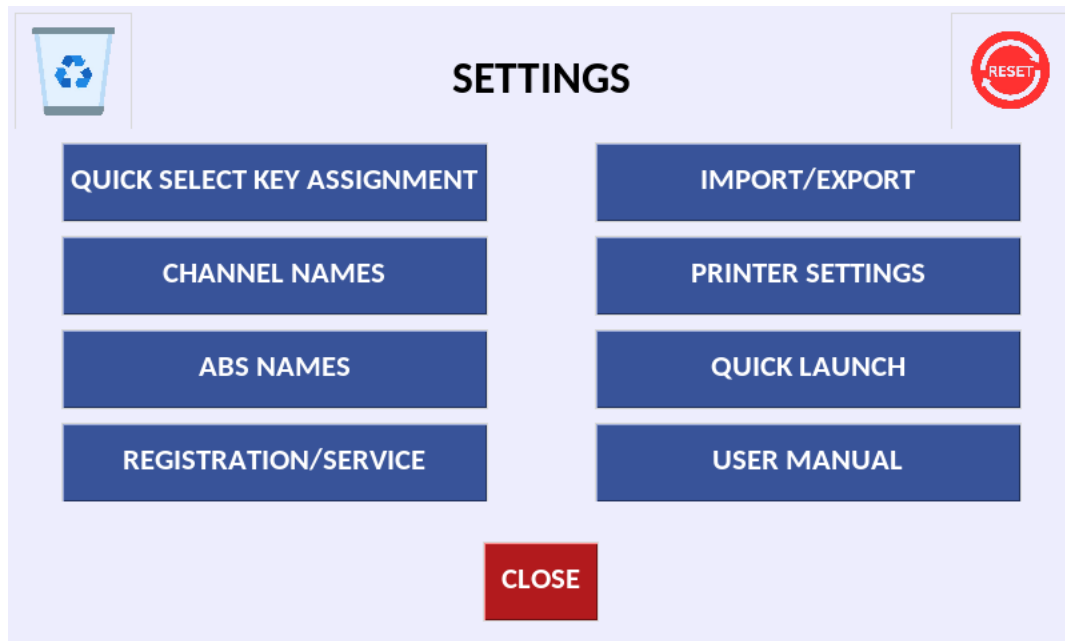 SETTINGS
RESET
QUICK SELECT KEY ASSIGNMENT
IMPORT/EXPORT
CHANNEL NAMES
PRINTER SETTINGS
ABS NAMES
QUICK LAUNCH
REGISTRATION/SERVICE
USER MANUAL
CLOSE